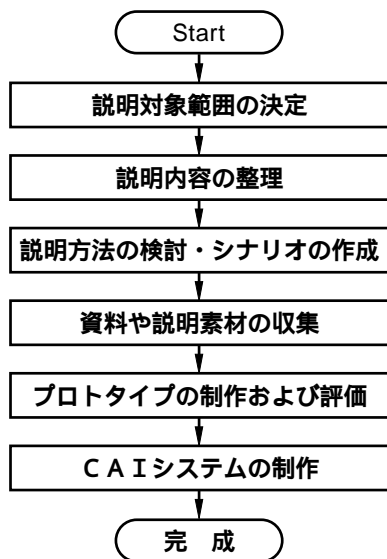 Start
説明対象範囲の決定
説明内容の整理
説明方法の検討・シナリオの作成
資料や説明素材の収集
プロトタイプの制作および評価
ＣＡＩシステムの制作
完　成